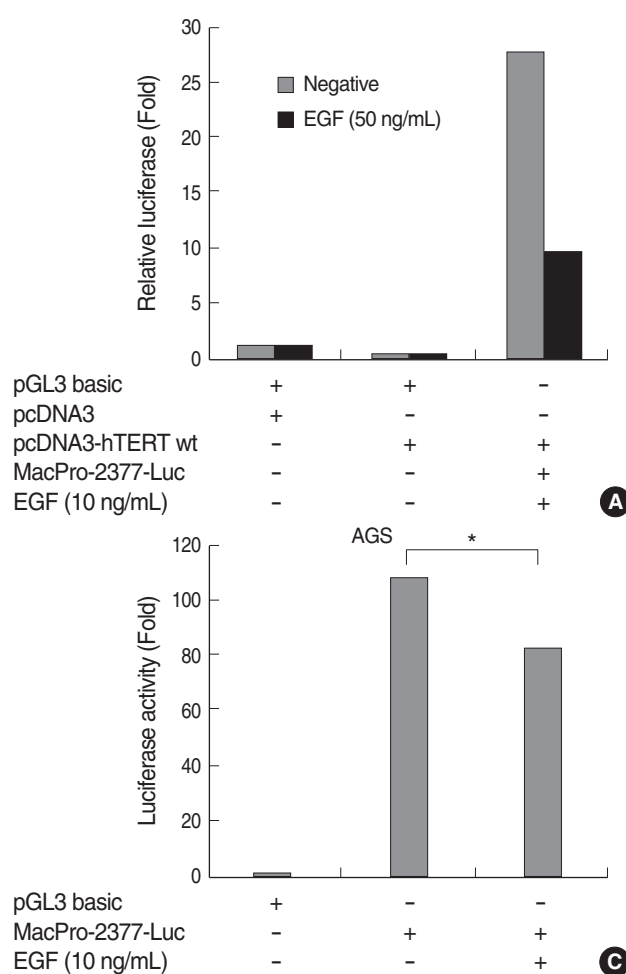 30
25
20
15
10
5
0
Relative luciferase (Fold)
Negative
EGF (50 ng/mL)
pGL3 basic + + –
pcDNA3 + – –
pcDNA3-hTERT wt – + +
MacPro-2377-Luc – – +
EGF (10 ng/mL) – – +
A
AGS
*
120
100
80
60
40
20
0
Luciferase activity (Fold)
pGL3 basic + – –
MacPro-2377-Luc – + +
EGF (10 ng/mL) – – +
C